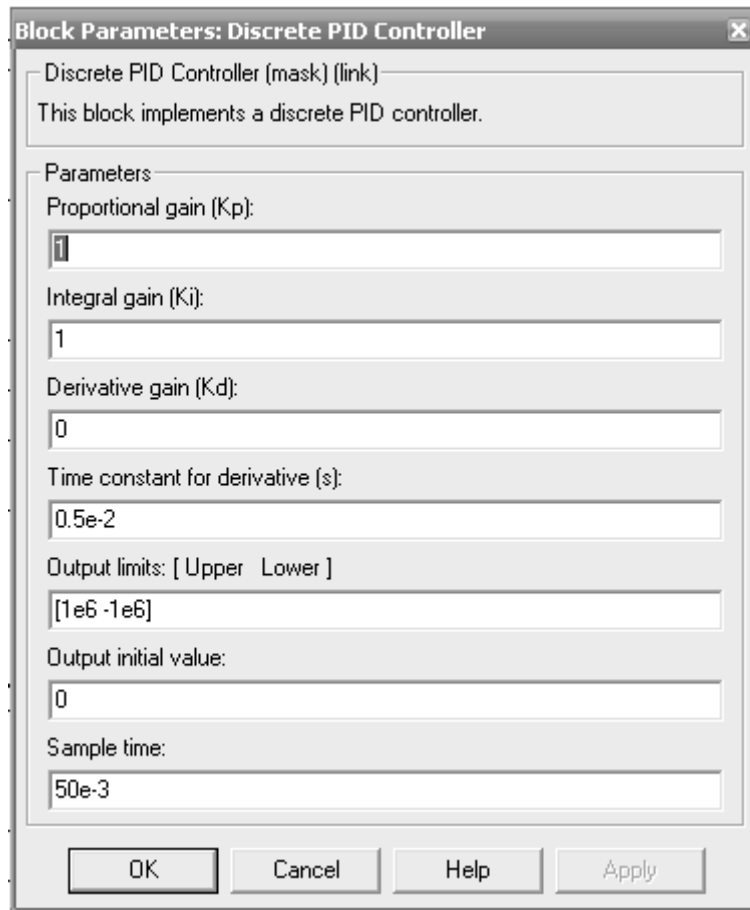 Block Parameters: Discrete PID Controller
Discrete PID Controller (mask) (link)
This block implements a discrete PID controller.
Parameters
Proportional gain (Kp):
1
Integral gain (Ki):
1
Derivative gain (Kd):
0
Time constant for derivative (s):
0.5e-2
Output limits: [ Upper Lower ]
[1e6 -1e6]
Output initial value:
0
Sample time:
50e-3
OK Cancel Help Apply